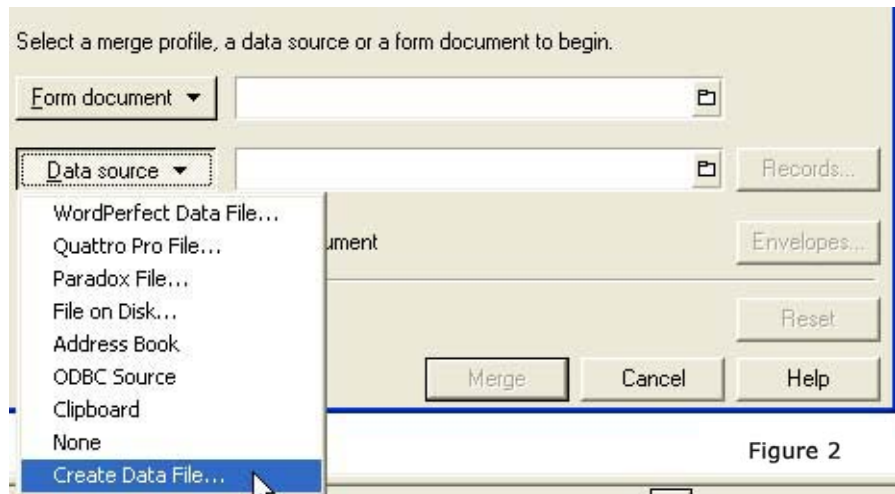 Select a merge profile, a data source or a form document to begin.
Form document
Data source
Records...
WordPerfect Data File...
Quattro Pro File...
ument
Envelopes...
Paradox File...
File on Disk...
Reset
Address Book
ODBC Source
Merge
Cancel
Help
Clipboard
None
Figure 2
Create Data File...